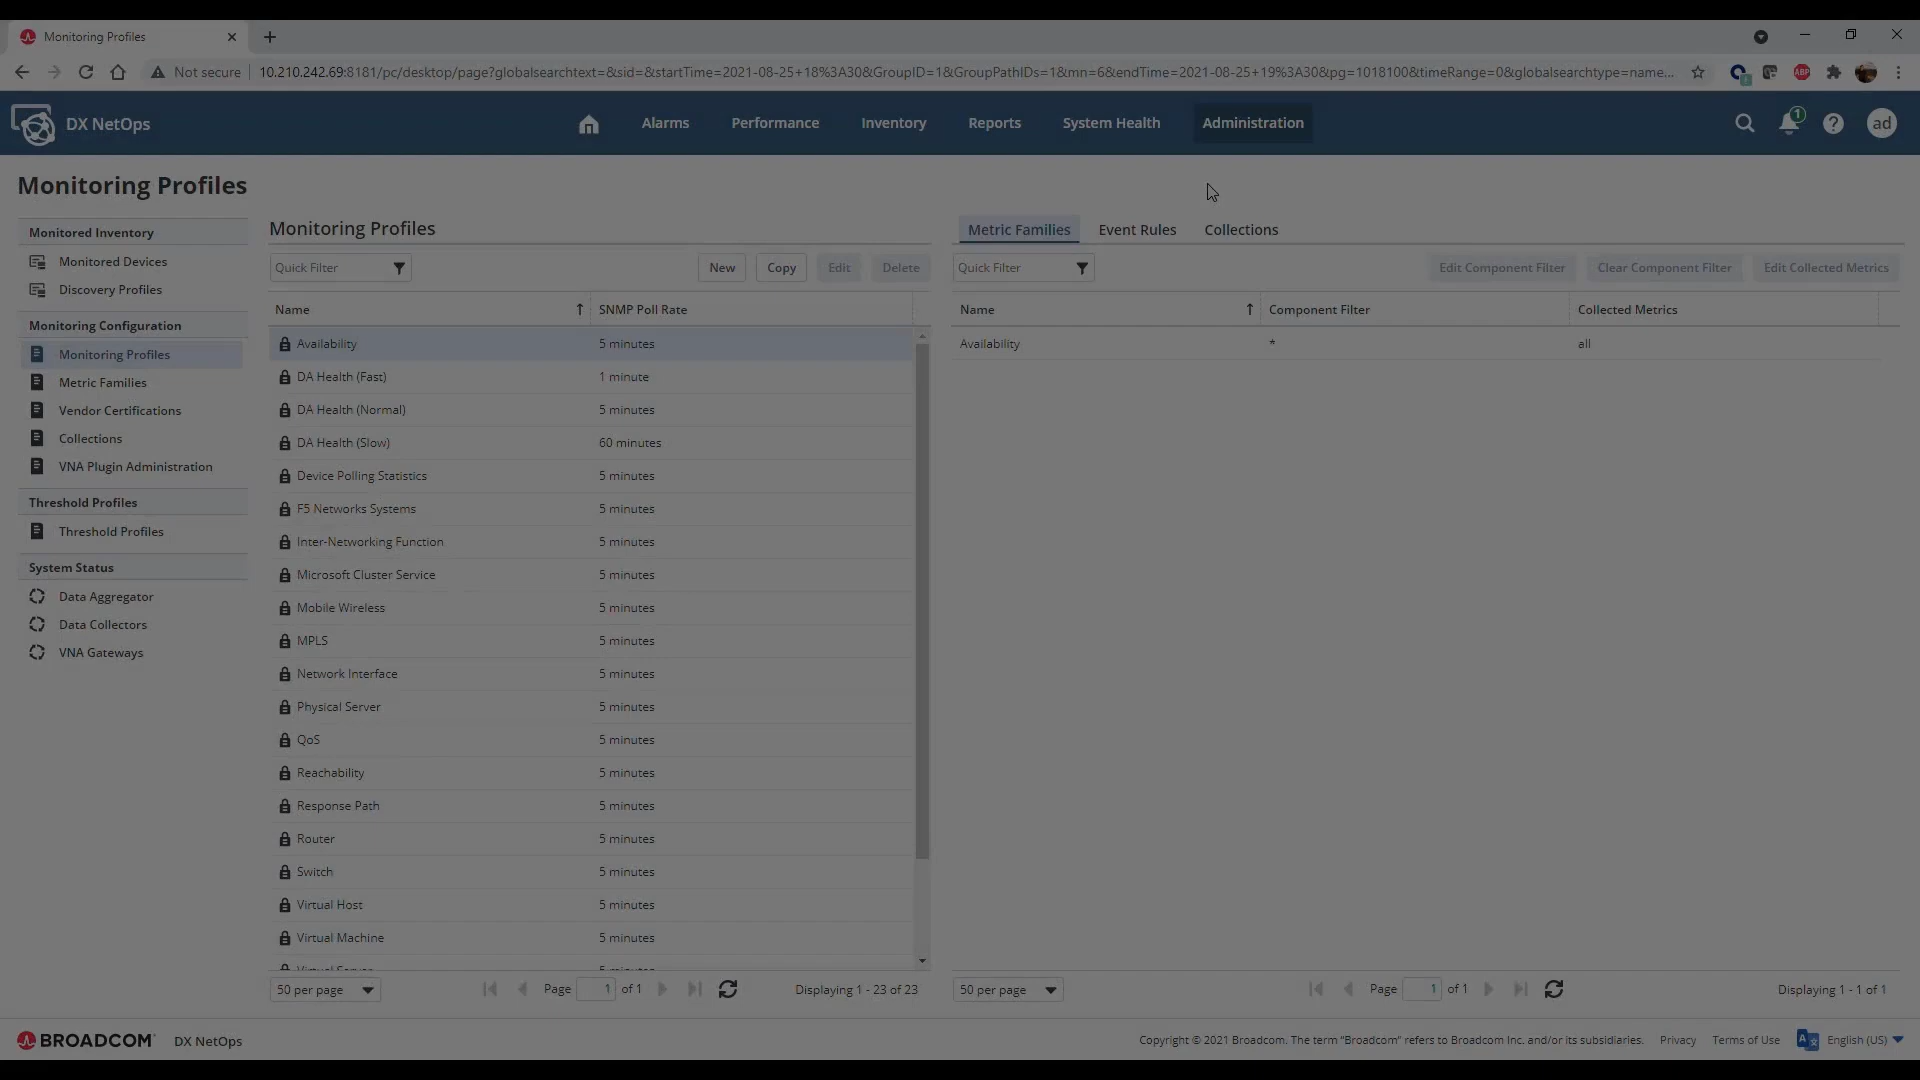 Monitoring Profiles
Not secure
10.210.242.69:8181/pc/desktop/page?globalsearchtext=&sid=&startTime=2021-08-25+18%3A30&GroupID=1&GroupPathIDs=1&mn=6&endTime=2021-08-25+19%3A30&pg=1018100&timeRange=0&globalsearchtype=name...
ABP
DX NetOps
Alarms
Performance
Inventory
Reports
System Health
Administration
1
ad
Monitoring Profiles
Monitored Inventory
Monitored Devices
Discovery Profiles
Monitoring Configuration
Monitoring Profiles
Metric Families
Vendor Certifications
Collections
VNA Plugin Administration
Threshold Profiles
Threshold Profiles
System Status
Data Aggregator
Data Collectors
VNA Gateways
Monitoring Profiles
Quick Filter
New
Copy
Edit
Delete
Name
SNMP Poll Rate
Availability 5 minutes
DA Health (Fast) 1 minute
DA Health (Normal) 5 minutes
DA Health (Slow) 60 minutes
Device Polling Statistics 5 minutes
F5 Networks Systems 5 minutes
Inter-Networking Function 5 minutes
Microsoft Cluster Service 5 minutes
Mobile Wireless 5 minutes
MPLS 5 minutes
Network Interface 5 minutes
Physical Server 5 minutes
QoS 5 minutes
Reachability 5 minutes
Response Path 5 minutes
Router 5 minutes
Switch 5 minutes
Virtual Host 5 minutes
Virtual Machine 5 minutes
Virtual Server 5 minutes
50 per page
Page 1 of 1
Displaying 1 - 23 of 23
Metric Families
Event Rules
Collections
Quick Filter
Edit Component Filter
Clear Component Filter
Edit Collected Metrics
Name
Component Filter
Collected Metrics
Availability * all
50 per page
Page 1 of 1
Displaying 1 - 1 of 1
BROADCOM
DX NetOps
Copyright © 2021 Broadcom. The term "Broadcom" refers to Broadcom Inc. and/or its subsidiaries.
Privacy
Terms of Use
English (US)